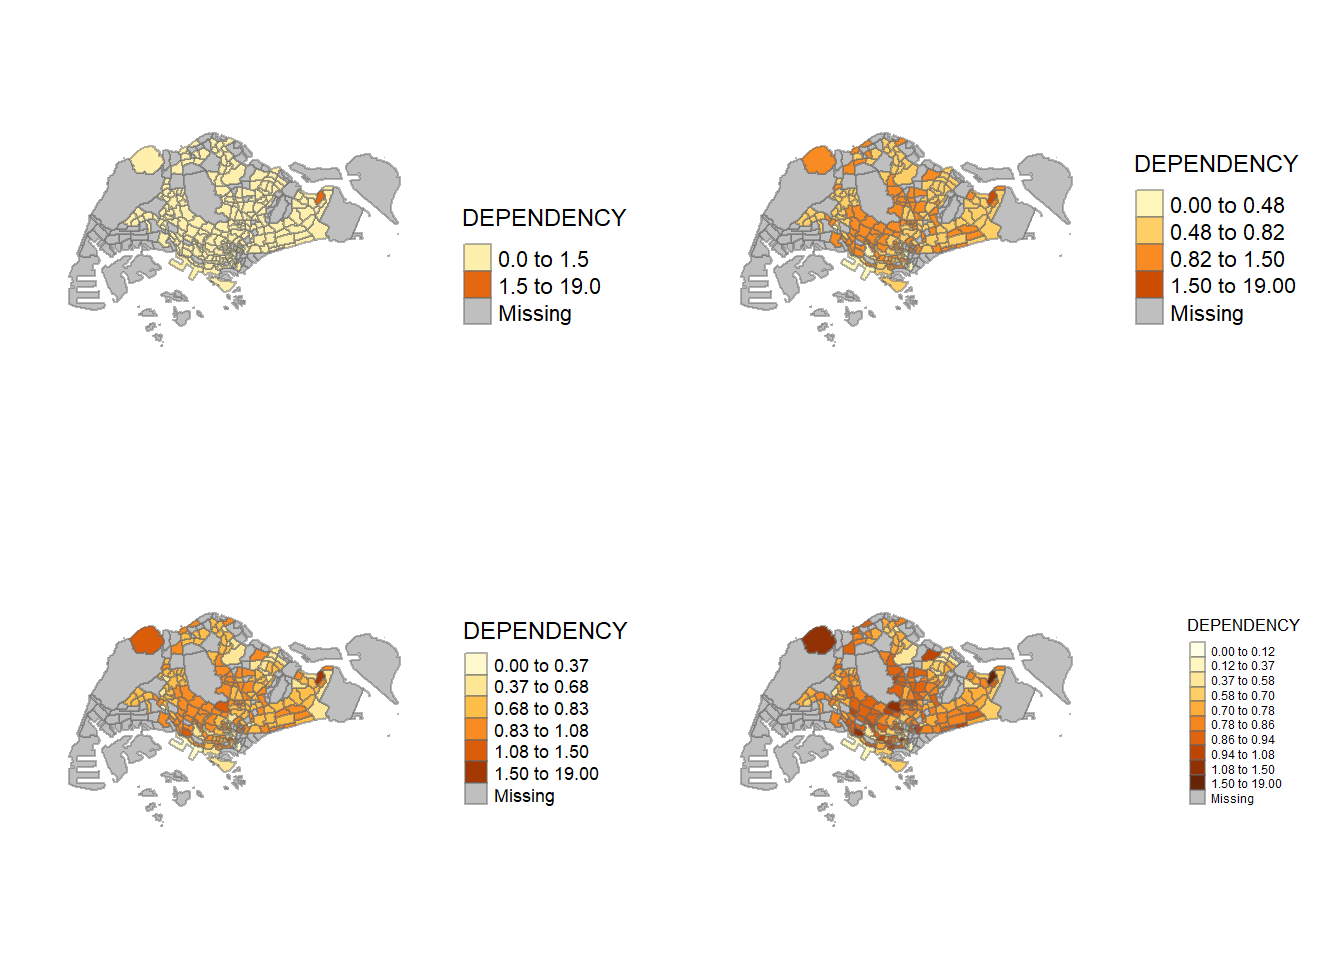 DEPENDENCY
0.0 to 1.5
1.5 to 19.0
Missing
DEPENDENCY
0.00 to 0.48
0.48 to 0.82
0.82 to 1.50
1.50 to 19.00
Missing
DEPENDENCY
0.00 to 0.37
0.37 to 0.68
0.68 to 0.83
0.83 to 1.08
1.08 to 1.50
1.50 to 19.00
Missing
DEPENDENCY
0.00 to 0.12
0.12 to 0.37
0.37 to 0.58
0.58 to 0.70
0.70 to 0.78
0.78 to 0.86
0.86 to 0.94
0.94 to 1.08
1.08 to 1.50
1.50 to 19.00
Missing